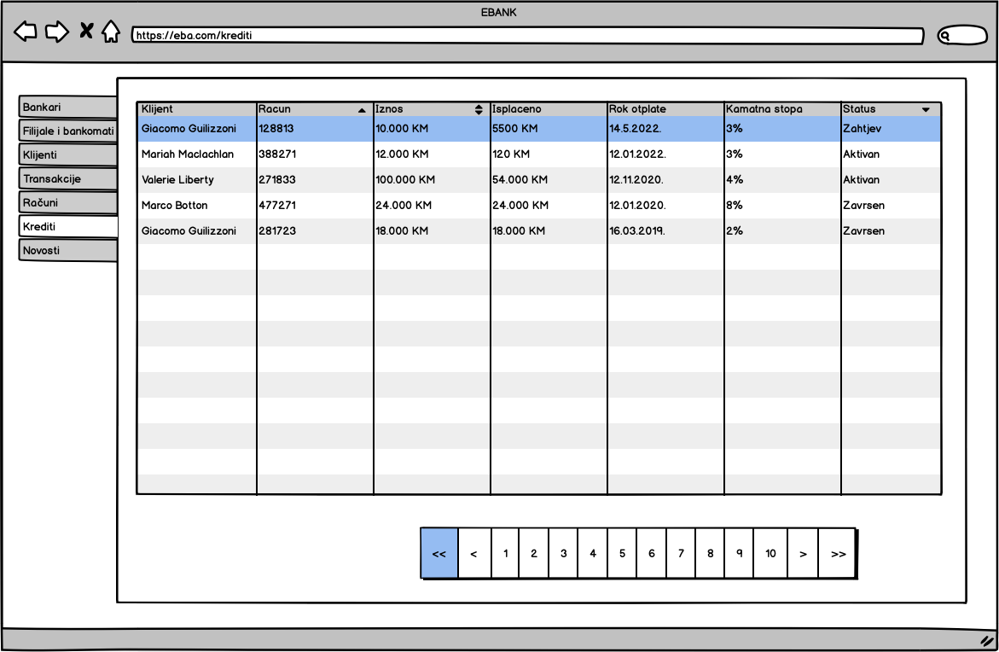 EBANK
https://eba.com/krediti
Bankari
Filijale i bankomati
Klijenti
Transakcije
Računi
Krediti
Novosti
Klijent Racun Iznos Isplaceno Rok otplate Kamatna stopa Status
Giacomo Guilizzoni 128813 10.000 KM 5500 KM 14.5.2022. 3% Zahtjev
Mariah Maclachlan 388271 12.000 KM 120 KM 12.01.2022. 3% Aktivan
Valerie Liberty 271833 100.000 KM 54.000 KM 12.11.2020. 4% Aktivan
Marco Botton 477271 24.000 KM 24.000 KM 12.01.2020. 8% Zavrsen
Giacomo Guilizzoni 281723 18.000 KM 18.000 KM 16.03.2019. 2% Zavrsen
<< < 1 2 3 4 5 6 7 8 9 10 > >>